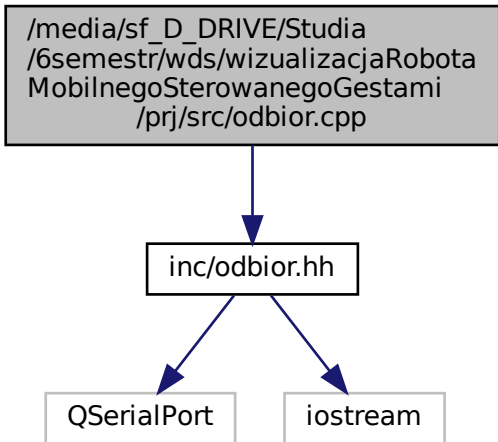 /media/sf_D_DRIVE/Studia
/6semestr/wds/wizualizacjaRobota
MobilnegoSterowanegoGestami
/prj/src/odbior.cpp
inc/odbior.hh
QSerialPort
iostream